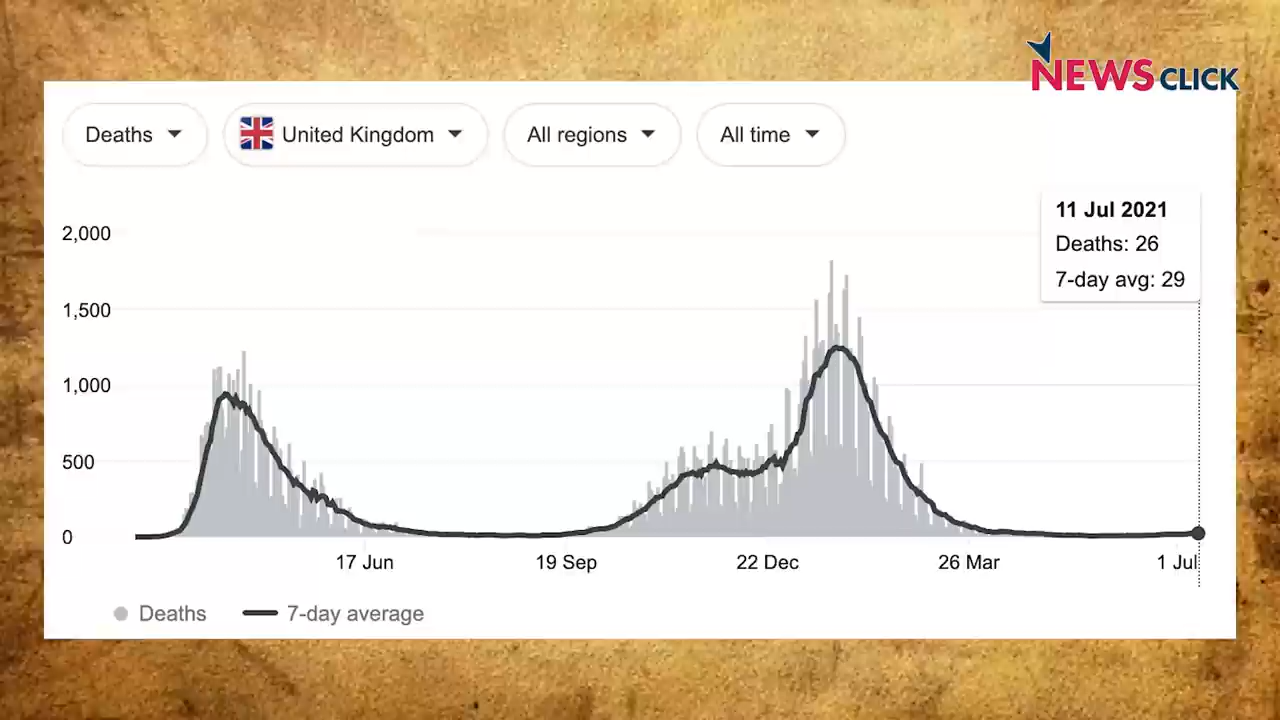 NEWSCLICK
Deaths United Kingdom All regions All time
11 Jul 2021
Deaths: 26
7-day avg: 29
2,000
1,500
1,000
500
0
17 Jun 19 Sep 22 Dec 26 Mar 1 Jul
Deaths 7-day average